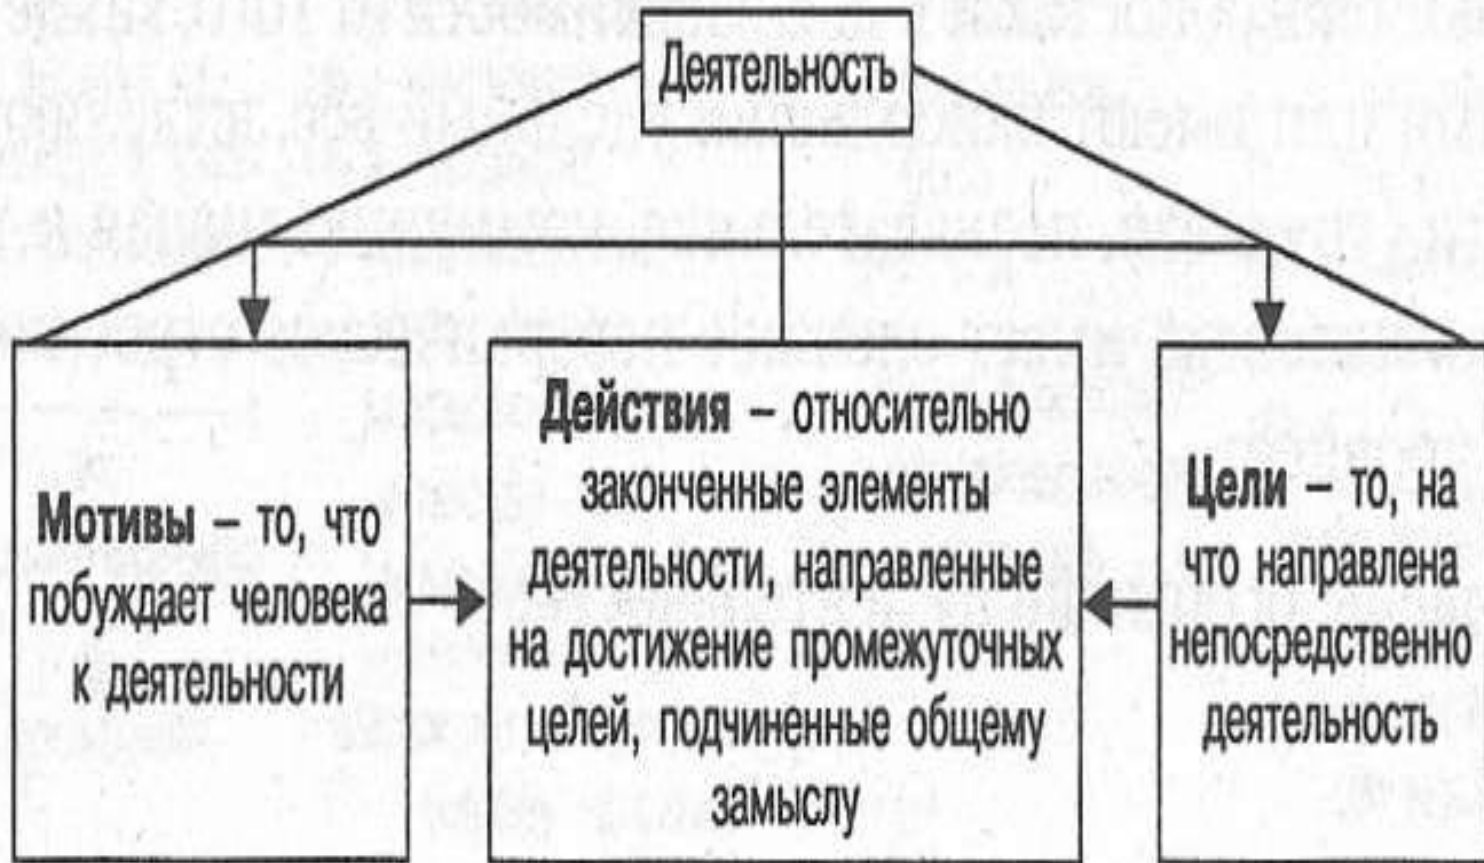 Деятельность
Мотивы – то, что
побуждает человека
к деятельности
Действия – относительно
законченные элементы
деятельности, направленные
на достижение промежуточных
целей, подчиненные общему
замыслу
Цели – то, на
что направлена
непосредственно
деятельность